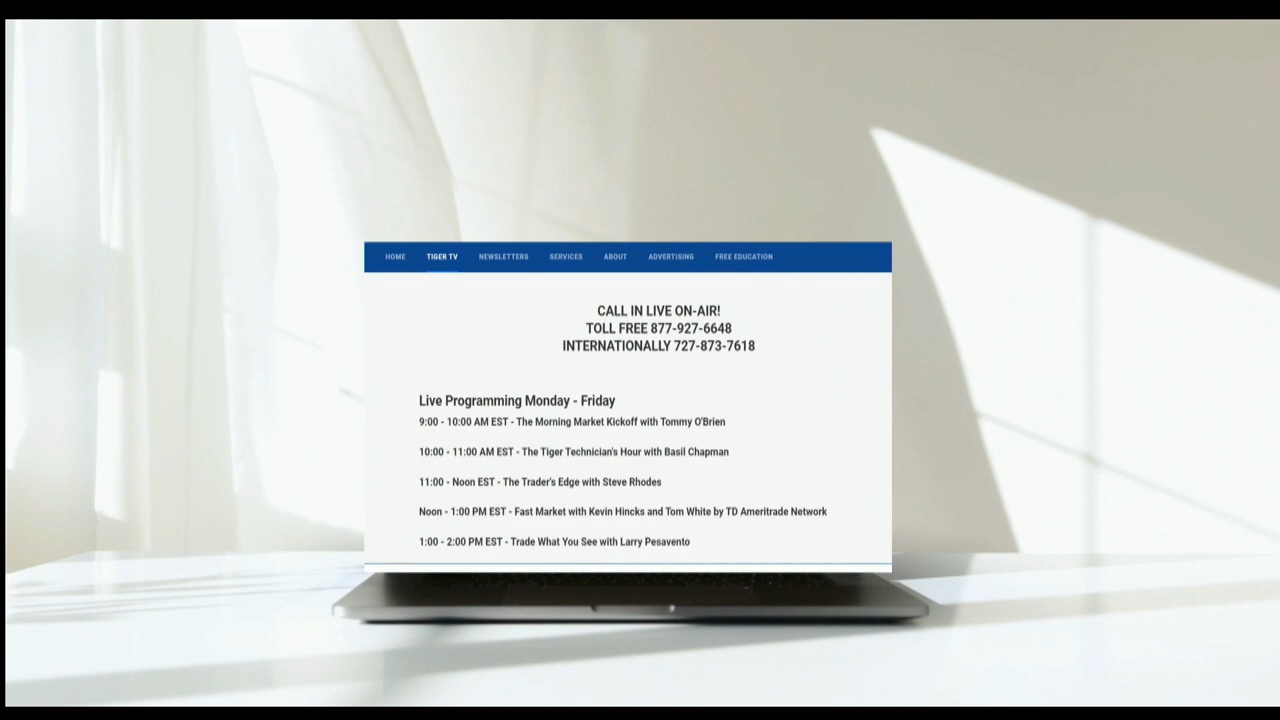 HOME TIGER TV NEWSLETTERS SERVICES ABOUT ADVERTISING FREE EDUCATION
CALL IN LIVE ON-AIR!
TOLL FREE 877-927-6648
INTERNATIONALLY 727-873-7618
Live Programming Monday - Friday
9:00 - 10:00 AM EST - The Morning Market Kickoff with Tommy O'Brien
10:00 - 11:00 AM EST - The Tiger Technician's Hour with Basil Chapman
11:00 - Noon EST - The Trader's Edge with Steve Rhodes
Noon - 1:00 PM EST - Fast Market with Kevin Hincks and Tom White by TD Ameritrade Network
1:00 - 2:00 PM EST - Trade What You See with Larry Pesavento